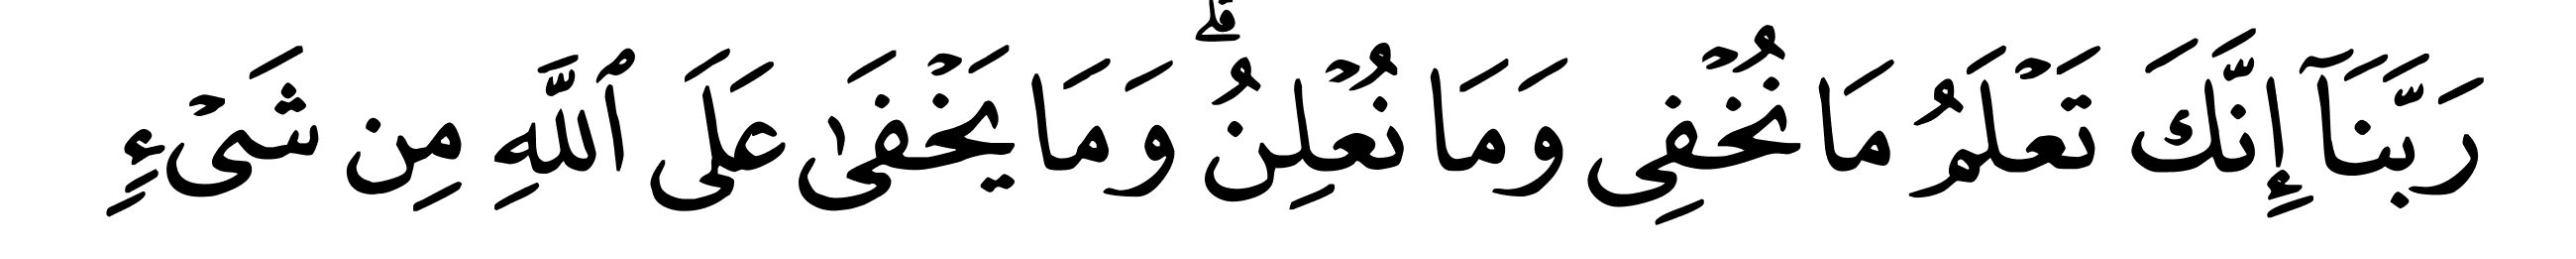 رَبَّنَآ إِنَّكَ تَعْلَمُ مَا نُخْفِى وَمَا نُعْلِنُ ۗ وَمَا يَخْفَىٰ عَلَى ٱللَّهِ مِن شَىْءٍ